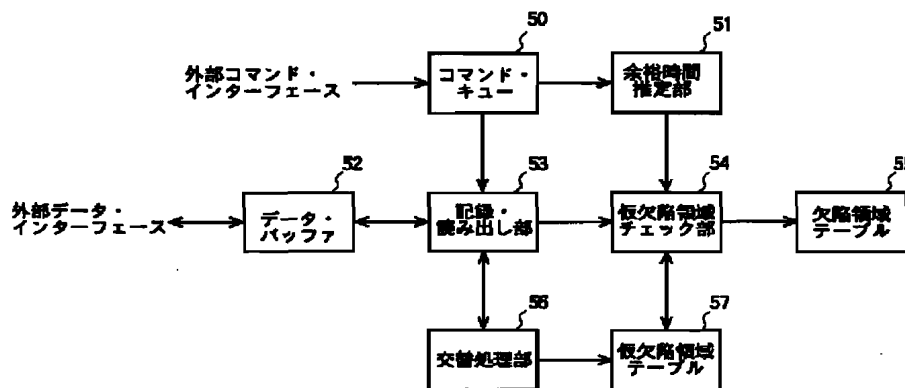 50
51
外部コマンド・
インターフェース
コマンド・
キュー
余裕時間
推定部
52
53
54
外部データ・
インターフェース
データ・
バッファ
記録・
読み出し部
仮欠陥領域
チェック部
欠陥領域
テーブル
56
57
交替処理部
仮欠陥領域
テーブル